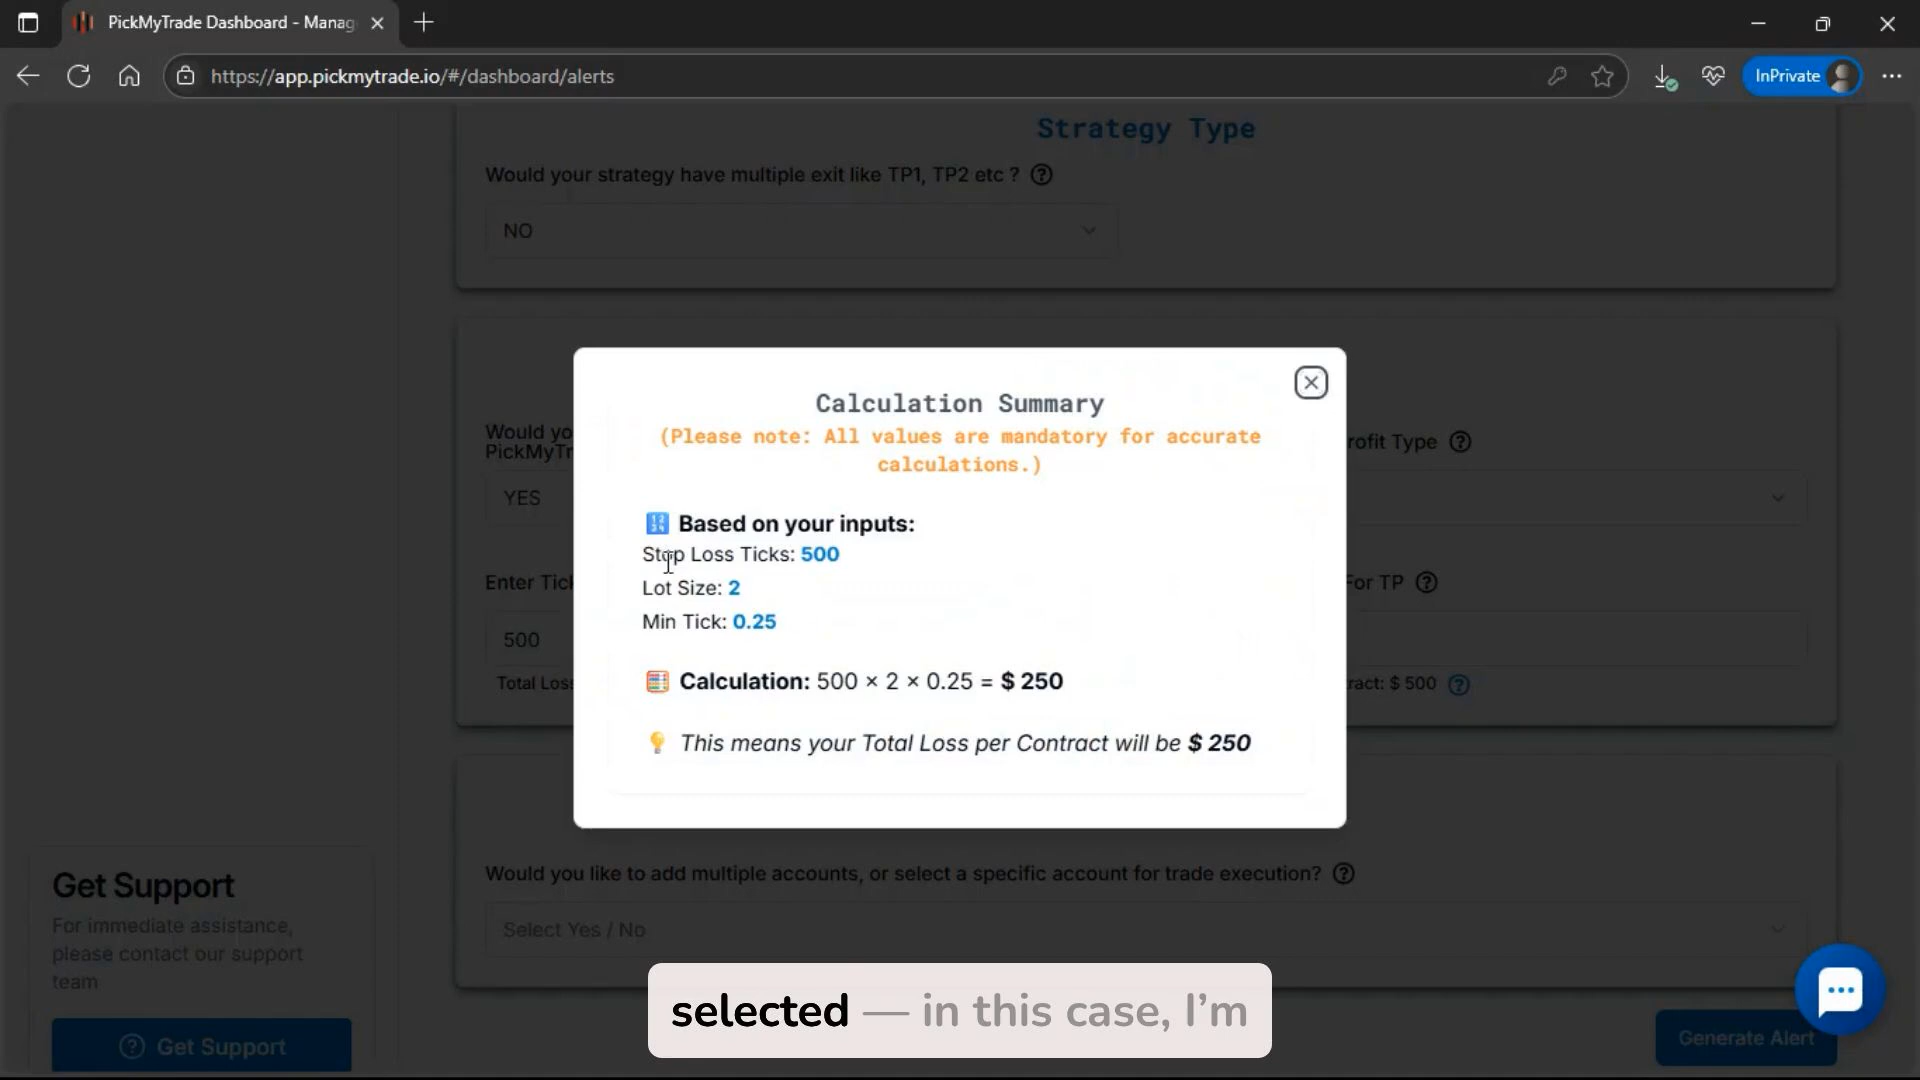 PickMyTrade Dashboard - Manag
https://app.pickmytrade.io/#/dashboard/alerts
InPrivate
Strategy Type
Would your strategy have multiple exit like TP1, TP2 etc ?
NO
Would yo
PickMyTr
rofit Type
YES
Enter Tick
For TP
500
Total Loss
ract: $ 500
Calculation Summary
(Please note: All values are mandatory for accurate
calculations.)
Based on your inputs:
Stop Loss Ticks: 500
Lot Size: 2
Min Tick: 0.25
Calculation: 500 × 2 × 0.25 = $ 250
This means your Total Loss per Contract will be $ 250
Would you like to add multiple accounts, or select a specific account for trade execution?
Select Yes / No
Get Support
For immediate assistance,
please contact our support
team
Get Support
Generate Alert
selected — in this case, I’m